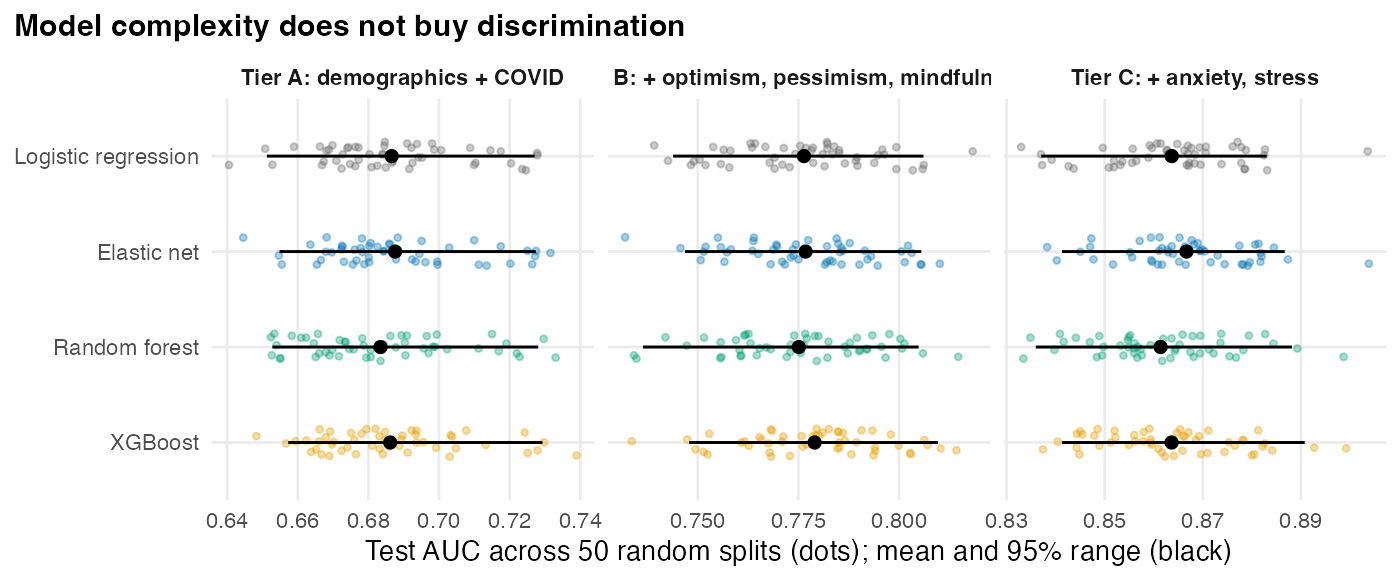 Model complexity does not buy discrimination
Tier A: demographics + COVID
B: + optimism, pessimism, mindfuln
Tier C: + anxiety, stress
Logistic regression
Elastic net
Random forest
XGBoost
0.64 0.66 0.68 0.70 0.72 0.74
0.750 0.775 0.800
0.83 0.85 0.87 0.89
Test AUC across 50 random splits (dots); mean and 95% range (black)